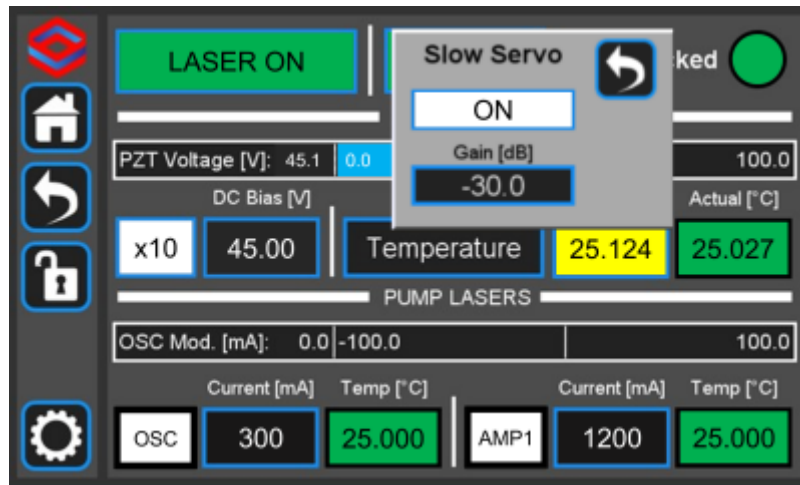 LASER ON
Slow Servo
ked
ON
Gain [dB]
-30.0
PZT Voltage [V]: 45.1 0.0 100.0
DC Bias [V] Actual [°C]
x10 45.00 Temperature 25.124 25.027
PUMP LASERS
OSC Mod. [mA]: 0.0 -100.0 100.0
Current [mA] Temp [°C] Current [mA] Temp [°C]
OSC 300 25.000 AMP1 1200 25.000